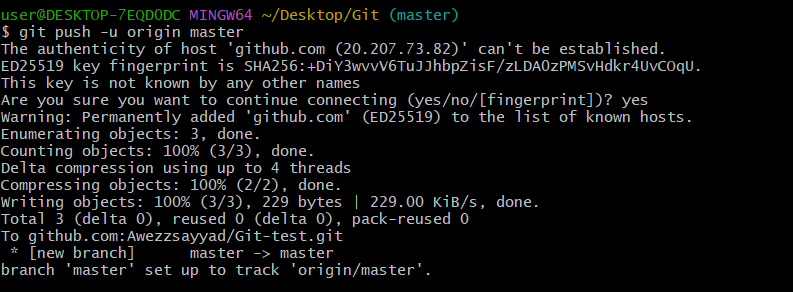 user@DESKTOP-7EQD0DC MINGW64 ~/Desktop/Git (master)
$ git push -u origin master
The authenticity of host 'github.com (20.207.73.82)' can't be established.
ED25519 key fingerprint is SHA256:+DiY3wvvV6TuJJhbpZisF/zLDA0zPMSvHdkr4UvCOqU.
This key is not known by any other names
Are you sure you want to continue connecting (yes/no/[fingerprint])? yes
Warning: Permanently added 'github.com' (ED25519) to the list of known hosts.
Enumerating objects: 3, done.
Counting objects: 100% (3/3), done.
Delta compression using up to 4 threads
Compressing objects: 100% (2/2), done.
Writing objects: 100% (3/3), 229 bytes | 229.00 KiB/s, done.
Total 3 (delta 0), reused 0 (delta 0), pack-reused 0
To github.com:Awezzsayyad/Git-test.git
 * [new branch]      master -> master
branch 'master' set up to track 'origin/master'.